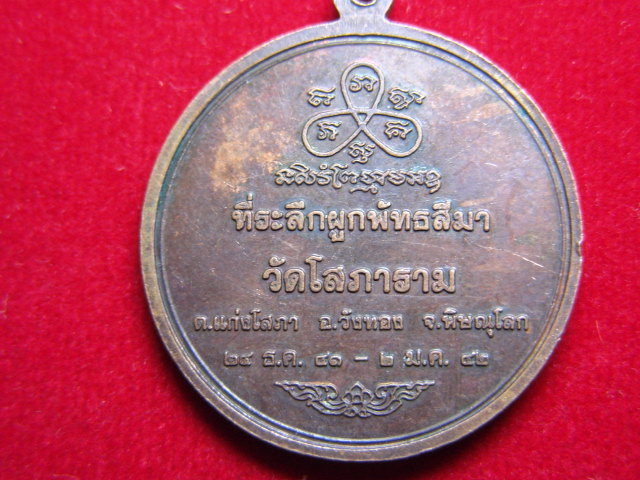 ที่ระลึกผูกพัทธสีมา
วัดโสภาราม
ต.แก่งโสภา อ.วังทอง จ.พิษณุโลก
๒๔ ธ.ค. ๔๑ - ๒ ม.ค. ๔๒